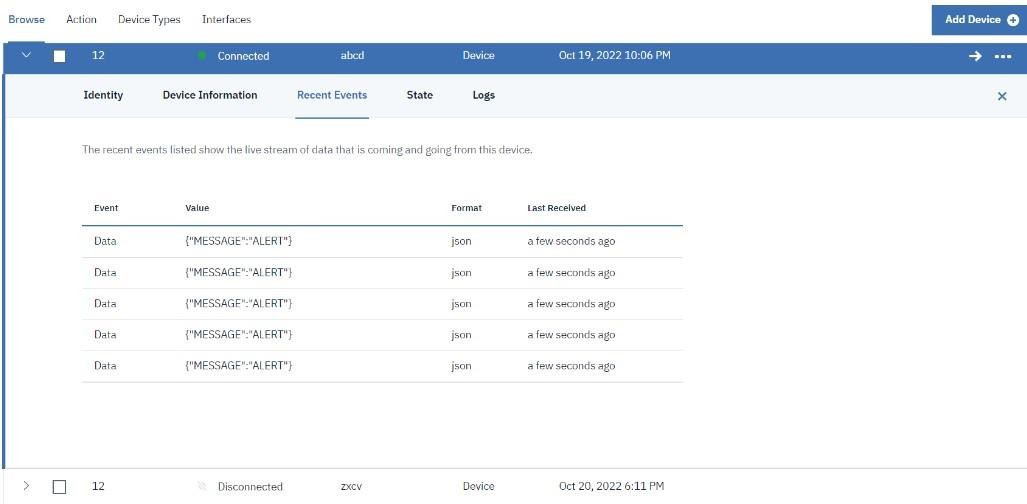 Browse Action Device Types Interfaces Add Device
12 Connected abcd Device Oct 19, 2022 10:06 PM
Identity Device Information Recent Events State Logs
The recent events listed show the live stream of data that is coming and going from this device.
Event Value Format Last Received
Data {"MESSAGE":"ALERT"} json a few seconds ago
Data {"MESSAGE":"ALERT"} json a few seconds ago
Data {"MESSAGE":"ALERT"} json a few seconds ago
Data {"MESSAGE":"ALERT"} json a few seconds ago
Data {"MESSAGE":"ALERT"} json a few seconds ago
12 Disconnected zxcv Device Oct 20, 2022 6:11 PM